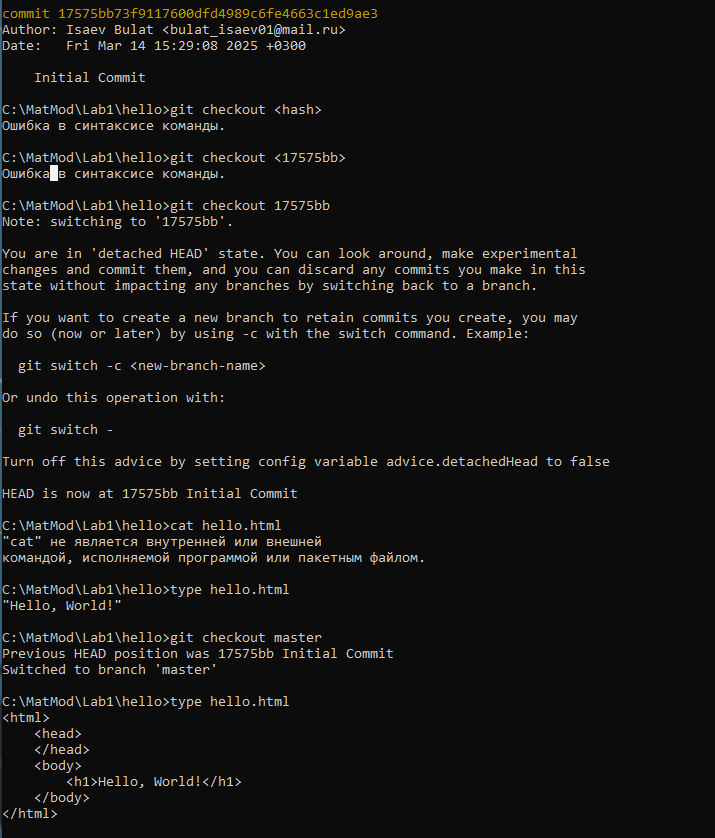 commit 17575bb73f9117600dfd4989c6fe4663c1ed9ae3
Author: Isaev Bulat <bulat_isaev01@mail.ru>
Date:   Fri Mar 14 15:29:08 2025 +0300

    Initial Commit

C:\MatMod\Lab1\hello>git checkout <hash>
Ошибка в синтаксисе команды.

C:\MatMod\Lab1\hello>git checkout <17575bb>
Ошибка в синтаксисе команды.

C:\MatMod\Lab1\hello>git checkout 17575bb
Note: switching to '17575bb'.

You are in 'detached HEAD' state. You can look around, make experimental
changes and commit them, and you can discard any commits you make in this
state without impacting any branches by switching back to a branch.

If you want to create a new branch to retain commits you create, you may
do so (now or later) by using -c with the switch command. Example:

  git switch -c <new-branch-name>

Or undo this operation with:

  git switch -

Turn off this advice by setting config variable advice.detachedHead to false

HEAD is now at 17575bb Initial Commit

C:\MatMod\Lab1\hello>cat hello.html
"cat" не является внутренней или внешней
командой, исполняемой программой или пакетным файлом.

C:\MatMod\Lab1\hello>type hello.html
"Hello, World!"

C:\MatMod\Lab1\hello>git checkout master
Previous HEAD position was 17575bb Initial Commit
Switched to branch 'master'

C:\MatMod\Lab1\hello>type hello.html
<html>
    <head>
    </head>
    <body>
        <h1>Hello, World!</h1>
    </body>
</html>